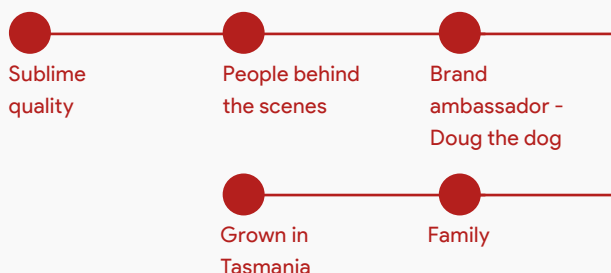 Sublime
quality
People behind
the scenes
Brand
ambassador -
Doug the dog
Grown in
Tasmania
Family